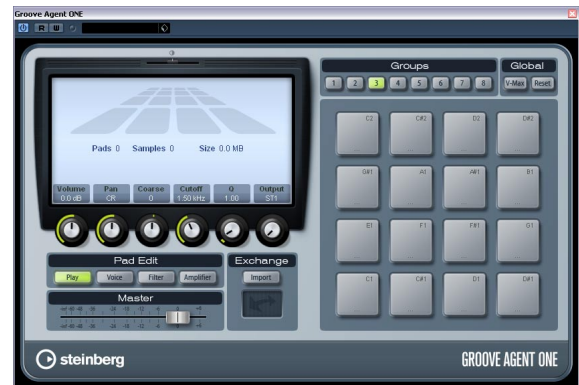 Groove Agent ONE
R W
Groups
Global
1 2 3 4 5 6 7 8
V-Max Reset
Pads 0 Samples 0 Size 0.0 MB
Volume Pan Coarse Cutoff Q Output
0.0 dB CR 0 1.50 kHz 1.00 ST1
C2 C#2 D2 D#2
G#1 A1 A#1 B1
E1 F1 F#1 G1
C1 C#1 D1 D#1
Pad Edit
Play Voice Filter Amplifier
Exchange
Import
Master
steinberg
GROOVE AGENT ONE